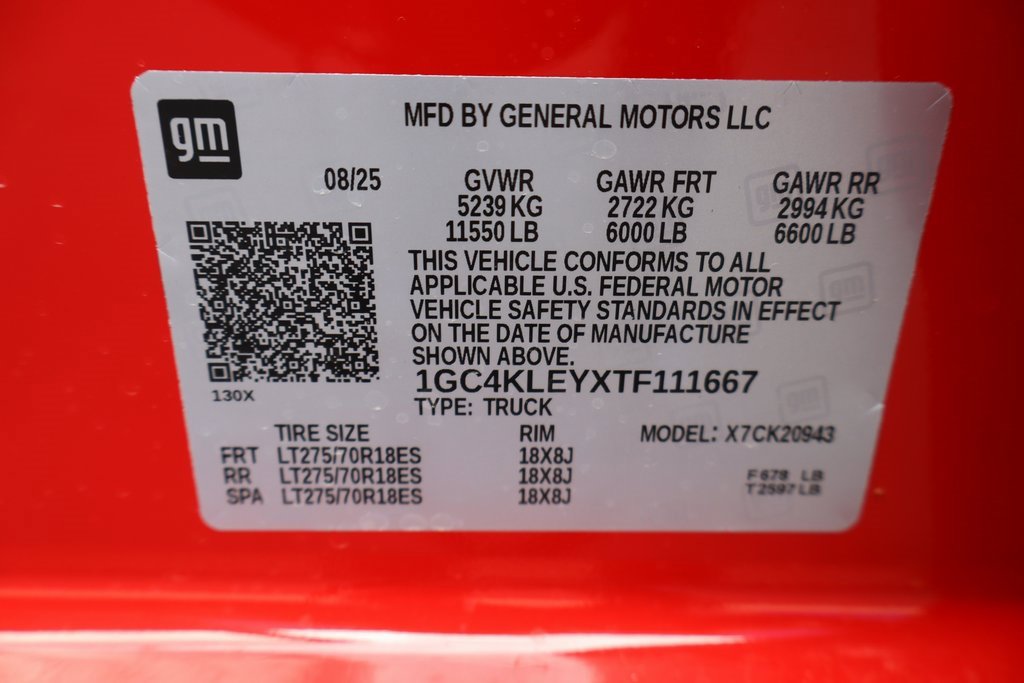 gm
MFD BY GENERAL MOTORS LLC
08/25 GVWR GAWR FRT GAWR RR
5239 KG 2722 KG 2994 KG
11550 LB 6000 LB 6600 LB
THIS VEHICLE CONFORMS TO ALL
APPLICABLE U.S. FEDERAL MOTOR
VEHICLE SAFETY STANDARDS IN EFFECT
ON THE DATE OF MANUFACTURE
SHOWN ABOVE.
1GC4KLEYXTF111667
130X
TYPE: TRUCK
TIRE SIZE RIM MODEL: X7CK20943
FRT LT275/70R18ES 18X8J
RR LT275/70R18ES 18X8J F678 LB
SPA LT275/70R18ES 18X8J T2597 LB